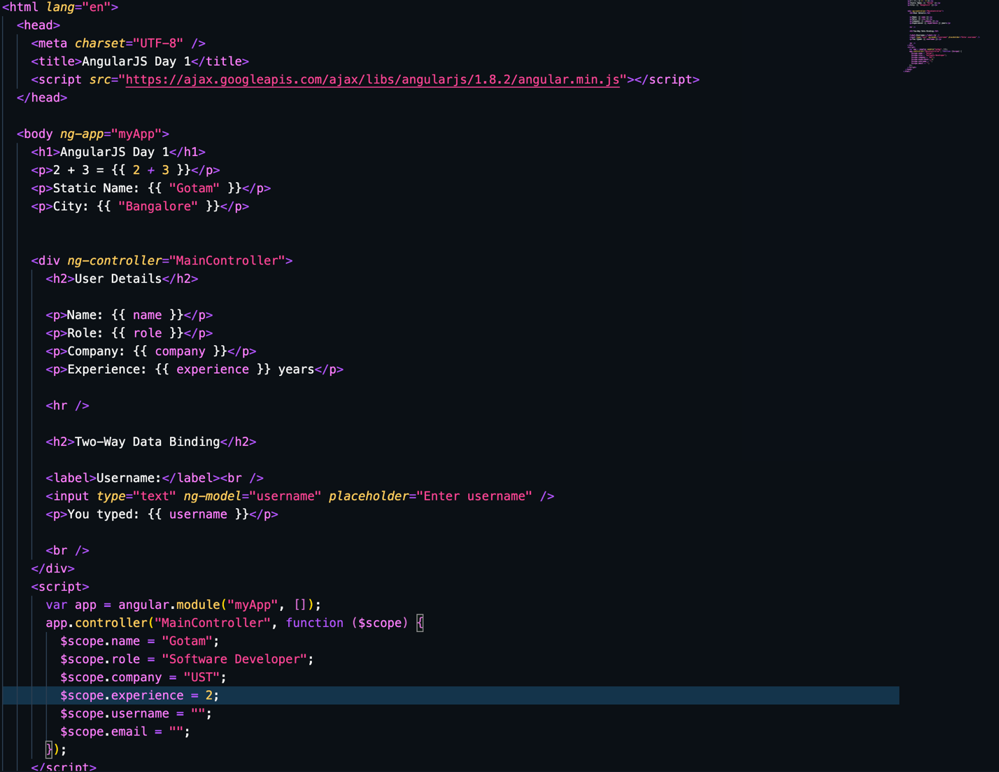 <html lang="en">
<head>
<meta charset="UTF-8" />
<title>AngularJS Day 1</title>
<script src="https://ajax.googleapis.com/ajax/libs/angularjs/1.8.2/angular.min.js"></script>
</head>
<body ng-app="myApp">
<h1>AngularJS Day 1</h1>
<p>2 + 3 = {{ 2 + 3 }}</p>
<p>Static Name: {{ "Gotam" }}</p>
<p>City: {{ "Bangalore" }}</p>
<div ng-controller="MainController">
<h2>User Details</h2>
<p>Name: {{ name }}</p>
<p>Role: {{ role }}</p>
<p>Company: {{ company }}</p>
<p>Experience: {{ experience }} years</p>
<hr />
<h2>Two-Way Data Binding</h2>
<label>Username:</label><br />
<input type="text" ng-model="username" placeholder="Enter username" />
<p>You typed: {{ username }}</p>
<br />
</div>
<script>
var app = angular.module("myApp", []);
app.controller("MainController", function ($scope) {
$scope.name = "Gotam";
$scope.role = "Software Developer";
$scope.company = "UST";
$scope.experience = 2;
$scope.username = "";
$scope.email = "";
});
</script>